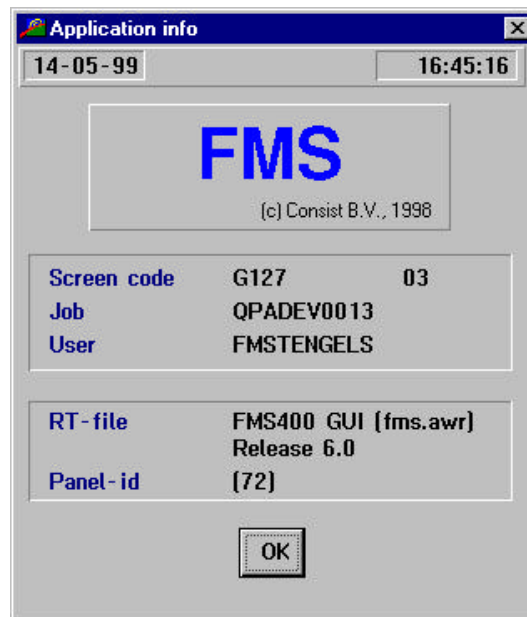 Application info
14-05-99 16:45:16
FMS
(c) Consist B.V., 1998
Screen code G127 03
Job QPADEV0013
User FMSTENGELS
RT-file FMS400 GUI (fms.awr)
Release 6.0
Panel-id (72)
OK